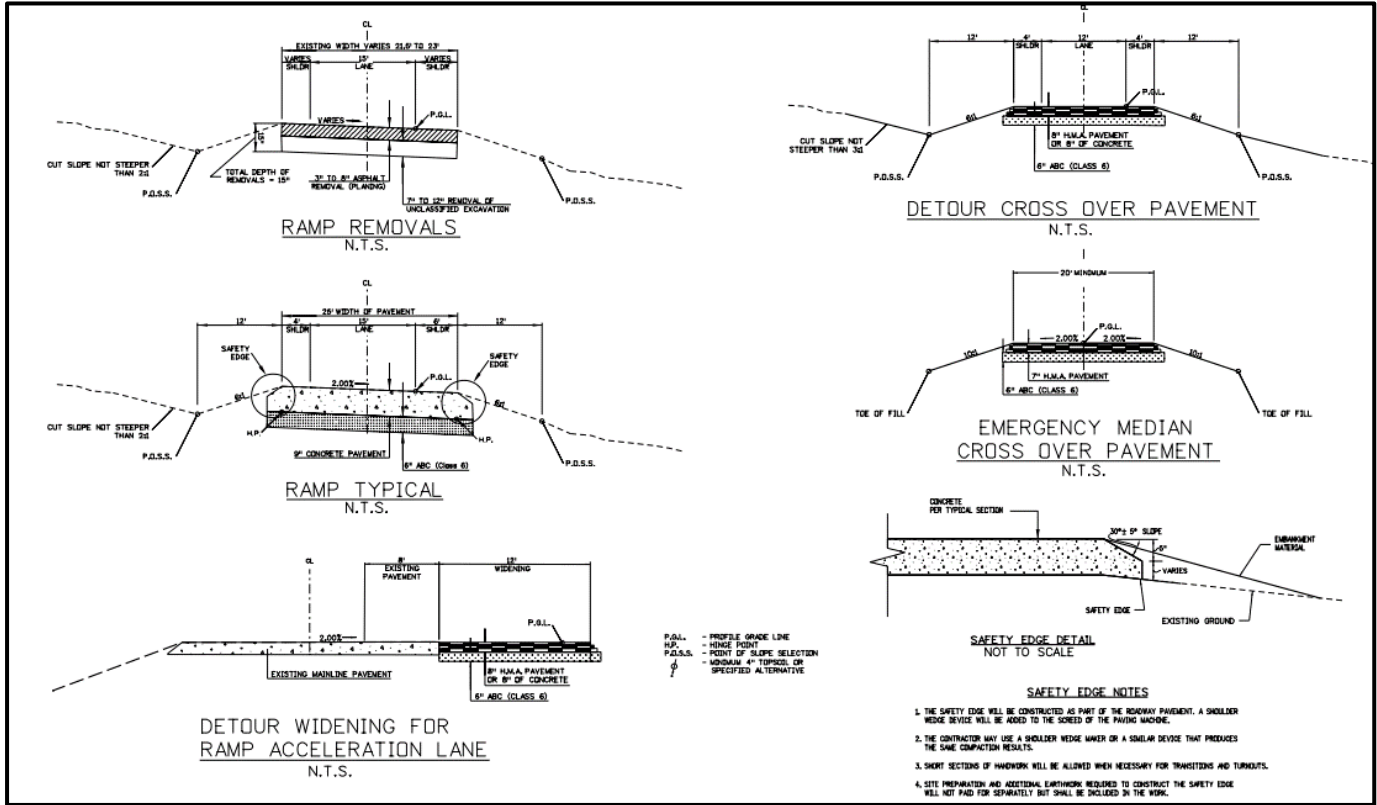 CL
EXISTING WIDTH VARIES 21.5' TO 23'
VARIES
SHLDR
15'
LANE
VARIES
SHLDR
P.G.L.
VARIES
15"
CUT SLOPE NOT STEEPER
THAN 2:1
P.O.S.S.
TOTAL DEPTH OF
REMOVALS = 15"
3" TO 8" ASPHALT
REMOVAL (PLANING)
7" TO 12" REMOVAL OF
UNCLASSIFIED EXCAVATION
P.O.S.S.
RAMP REMOVALS
N.T.S.
CL
25' WIDTH OF PAVEMENT
12'
4'
SHLDR
15'
LANE
6'
SHLDR
12'
SAFETY
EDGE
SAFETY
EDGE
P.G.L.
2.00%
6:1
6:1
CUT SLOPE NOT STEEPER
THAN 2:1
H.P.
H.P.
P.O.S.S.
9" CONCRETE PAVEMENT
6" ABC (Class 6)
P.O.S.S.
RAMP TYPICAL
N.T.S.
CL
8'
EXISTING
PAVEMENT
12'
WIDENING
P.G.L.
2.00%
EXISTING MAINLINE PAVEMENT
8" H.M.A. PAVEMENT
OR 8" OF CONCRETE
6" ABC (CLASS 6)
DETOUR WIDENING FOR
RAMP ACCELERATION LANE
N.T.S.
P.G.L. - PROFILE GRADE LINE
H.P. - HINGE POINT
P.O.S.S. - POINT OF SLOPE SELECTION
- MINIMUM 4" TOPSOIL OR
SPECIFIED ALTERNATIVE
CL
12'
4'
SHLDR
12'
LANE
4'
SHLDR
12'
P.G.L.
6:1
6:1
CUT SLOPE NOT
STEEPER THAN 3:1
8" H.M.A. PAVEMENT
OR 8" OF CONCRETE
6" ABC (CLASS 6)
P.O.S.S.
P.O.S.S.
DETOUR CROSS OVER PAVEMENT
N.T.S.
20' MINIMUM
P.G.L.
2.00%
2.00%
10:1
10:1
7" H.M.A. PAVEMENT
6" ABC (CLASS 6)
TOE OF FILL
TOE OF FILL
EMERGENCY MEDIAN
CROSS OVER PAVEMENT
N.T.S.
CONCRETE
PER TYPICAL SECTION
30°± 5° SLOPE
VARIES
EMBANKMENT
MATERIAL
SAFETY EDGE
EXISTING GROUND
SAFETY EDGE DETAIL
NOT TO SCALE
SAFETY EDGE NOTES
1. THE SAFETY EDGE WILL BE CONSTRUCTED AS PART OF THE ROADWAY PAVEMENT. A SHOULDER
WEDGE DEVICE WILL BE ADDED TO THE SCREED OF THE PAVING MACHINE.
2. THE CONTRACTOR MAY USE A SHOULDER WEDGE MAKER OR A SIMILAR DEVICE THAT PRODUCES
THE SAME COMPACTION RESULTS.
3. SHORT SECTIONS OF HANDWORK WILL BE ALLOWED WHEN NECESSARY FOR TRANSITIONS AND TURNOUTS.
4. SITE PREPARATION AND ADDITIONAL EARTHWORK REQUIRED TO CONSTRUCT THE SAFETY EDGE
WILL NOT PAID FOR SEPARATELY BUT SHALL BE INCLUDED IN THE WORK.